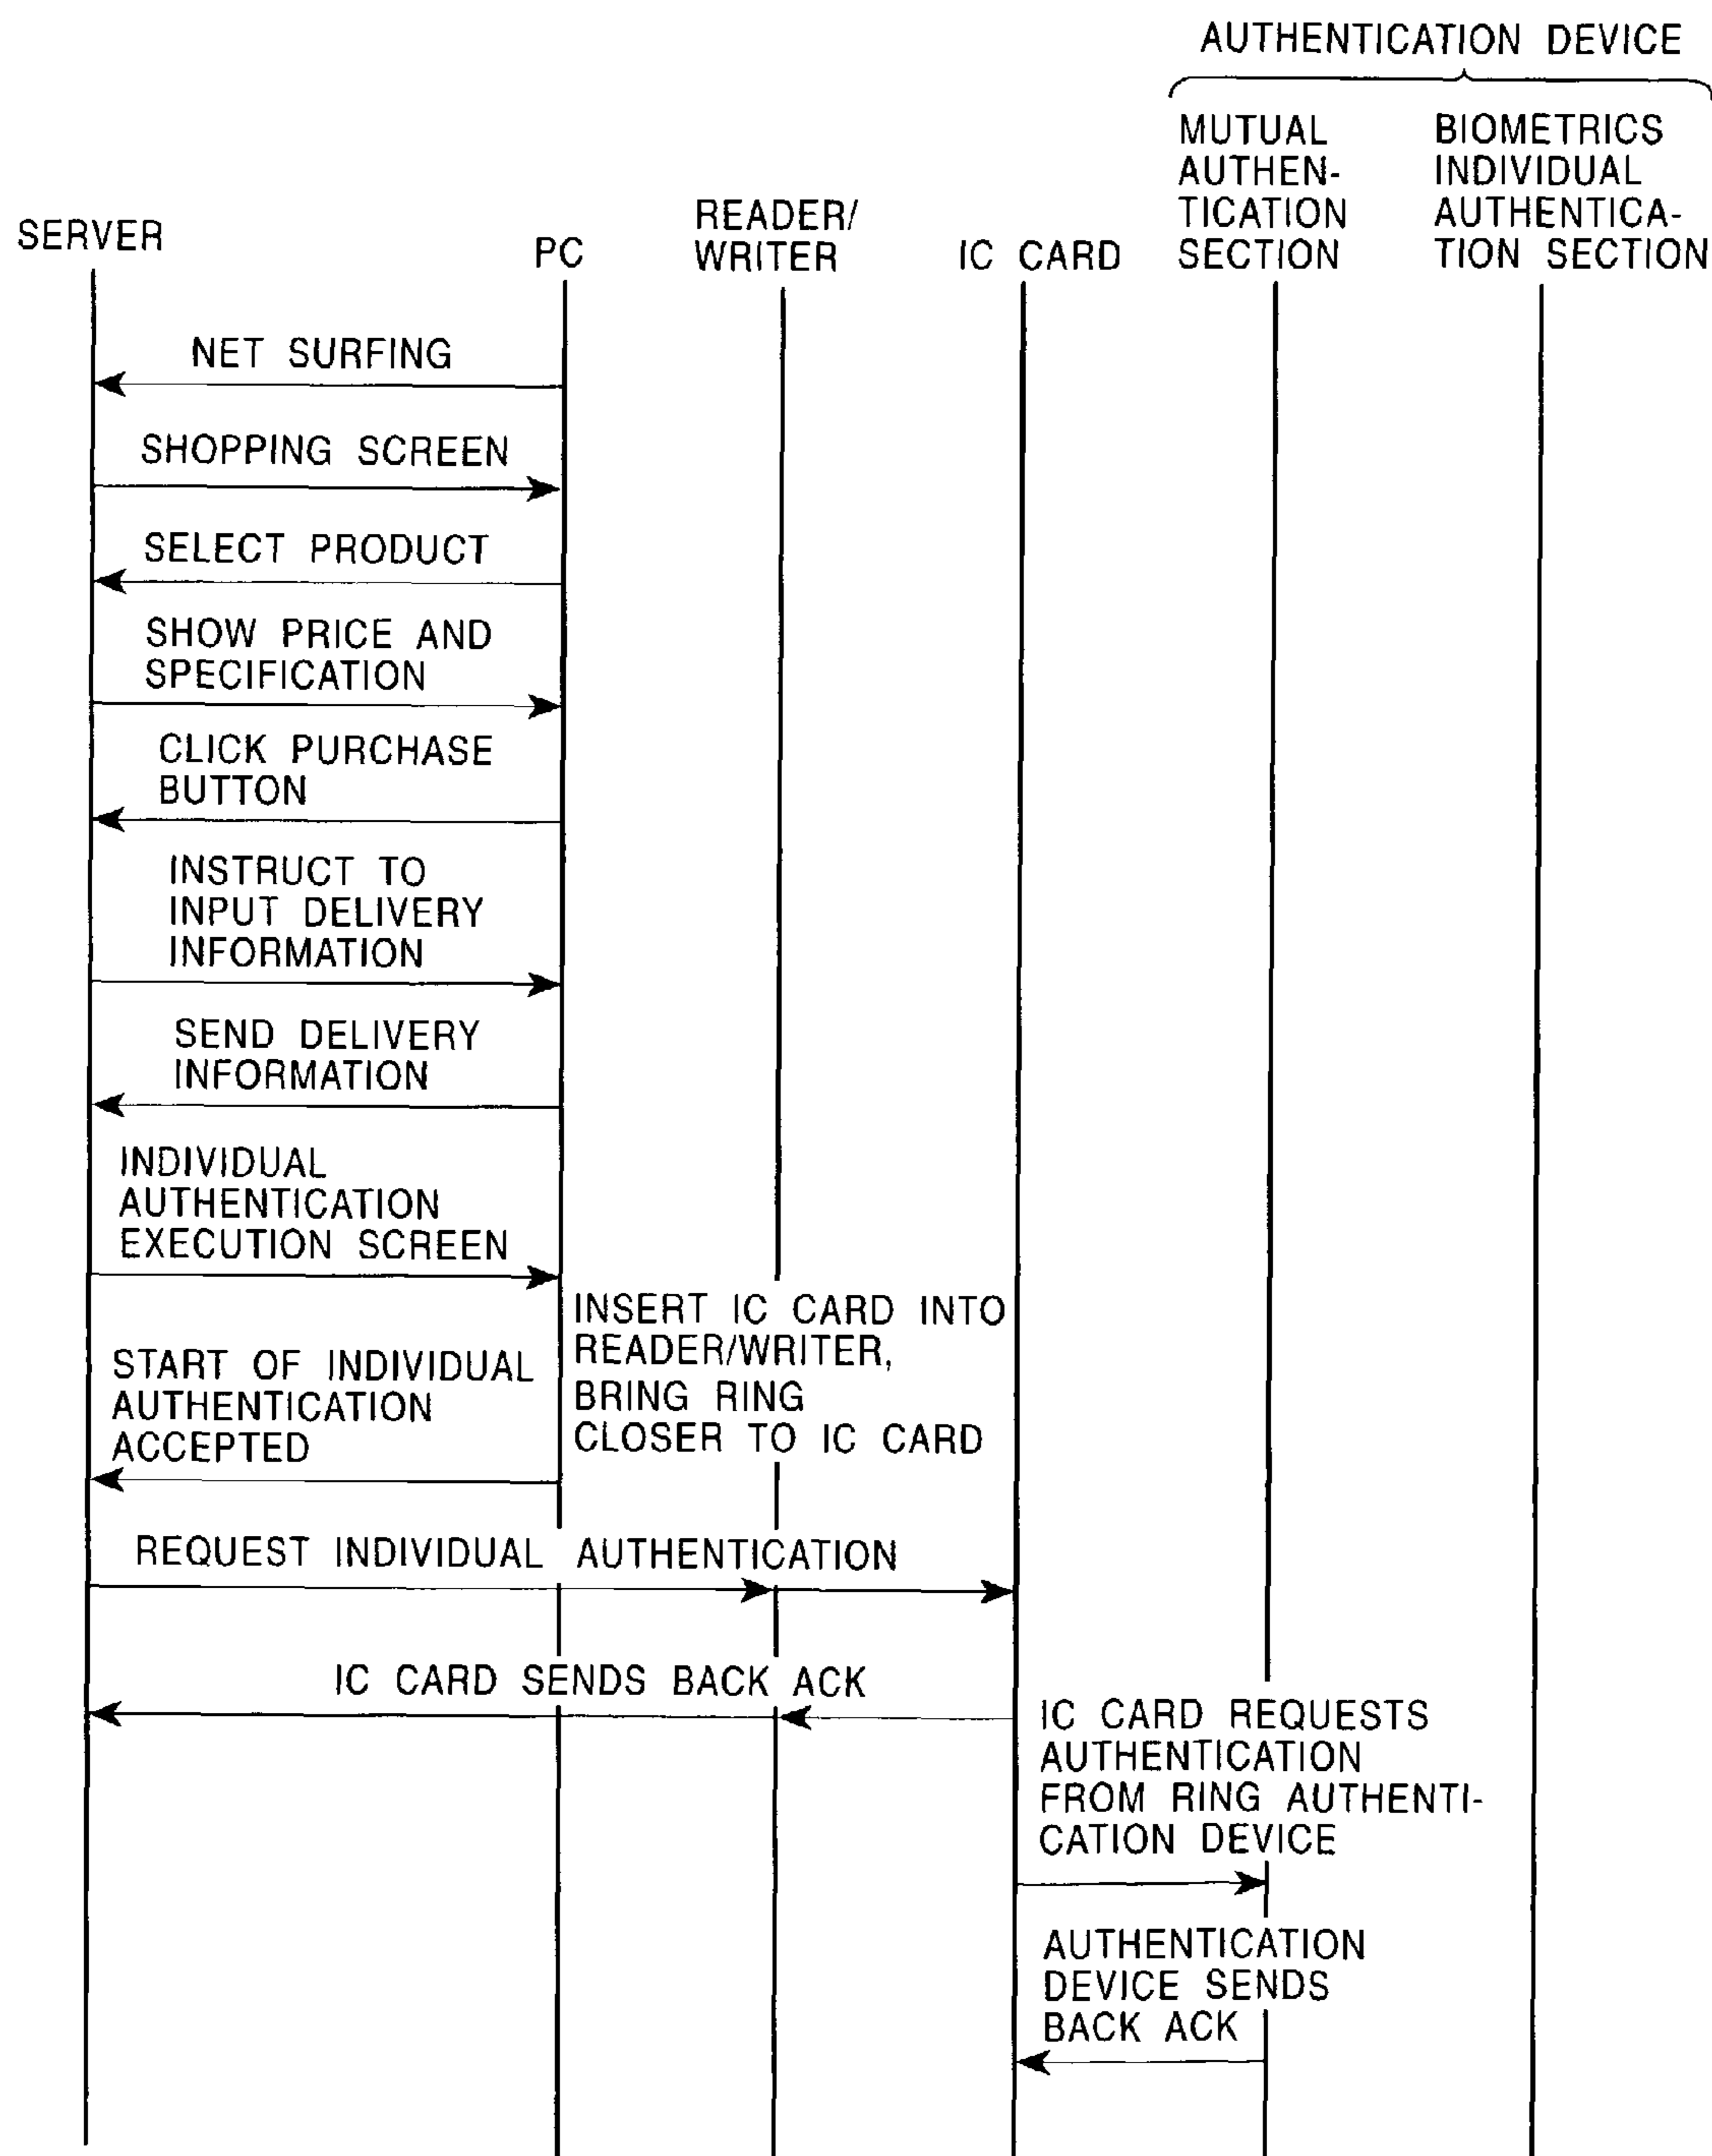 AUTHENTICATION DEVICE
MUTUAL
AUTHEN-
TICATION
SECTION
BIOMETRICS
INDIVIDUAL
AUTHENTICA-
TION SECTION
SERVER
PC
READER/
WRITER
IC CARD
NET SURFING
SHOPPING SCREEN
SELECT PRODUCT
SHOW PRICE AND
SPECIFICATION
CLICK PURCHASE
BUTTON
INSTRUCT TO
INPUT DELIVERY
INFORMATION
SEND DELIVERY
INFORMATION
INDIVIDUAL
AUTHENTICATION
EXECUTION SCREEN
INSERT IC CARD INTO
READER/WRITER,
BRING RING
CLOSER TO IC CARD
START OF INDIVIDUAL
AUTHENTICATION
ACCEPTED
REQUEST INDIVIDUAL AUTHENTICATION
IC CARD SENDS BACK ACK
IC CARD REQUESTS
AUTHENTICATION
FROM RING AUTHENTI-
CATION DEVICE
AUTHENTICATION
DEVICE SENDS
BACK ACK